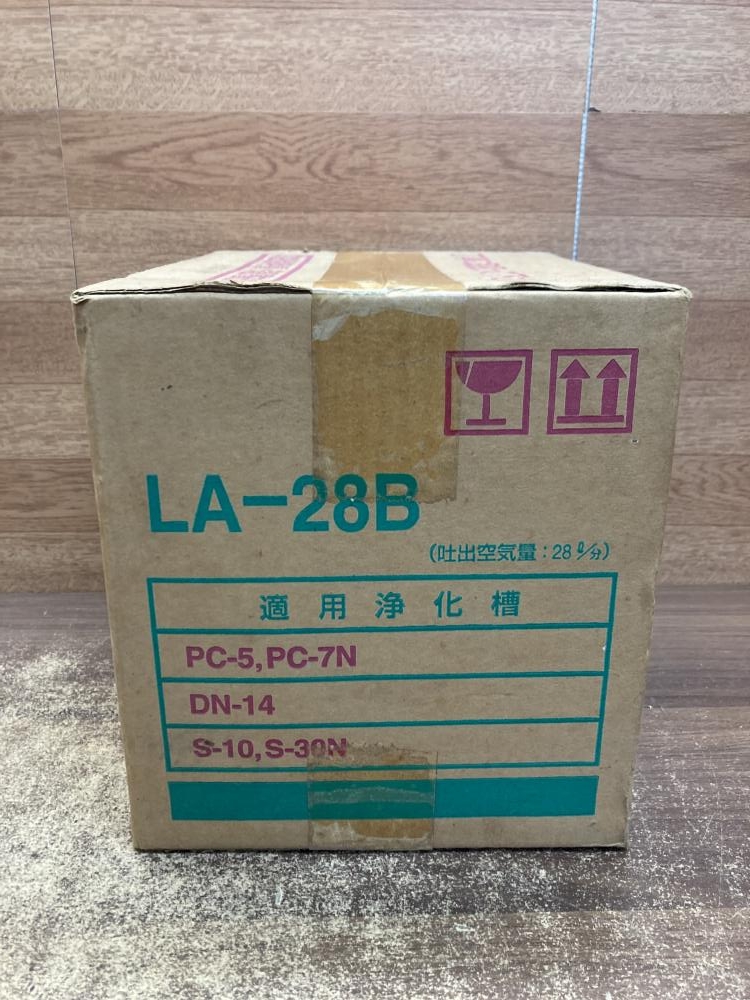 LA-28B
(吐出空気量:28ℓ/分)
適用浄化槽
PC-5,PC-7N
DN-14
S-10,S-30N